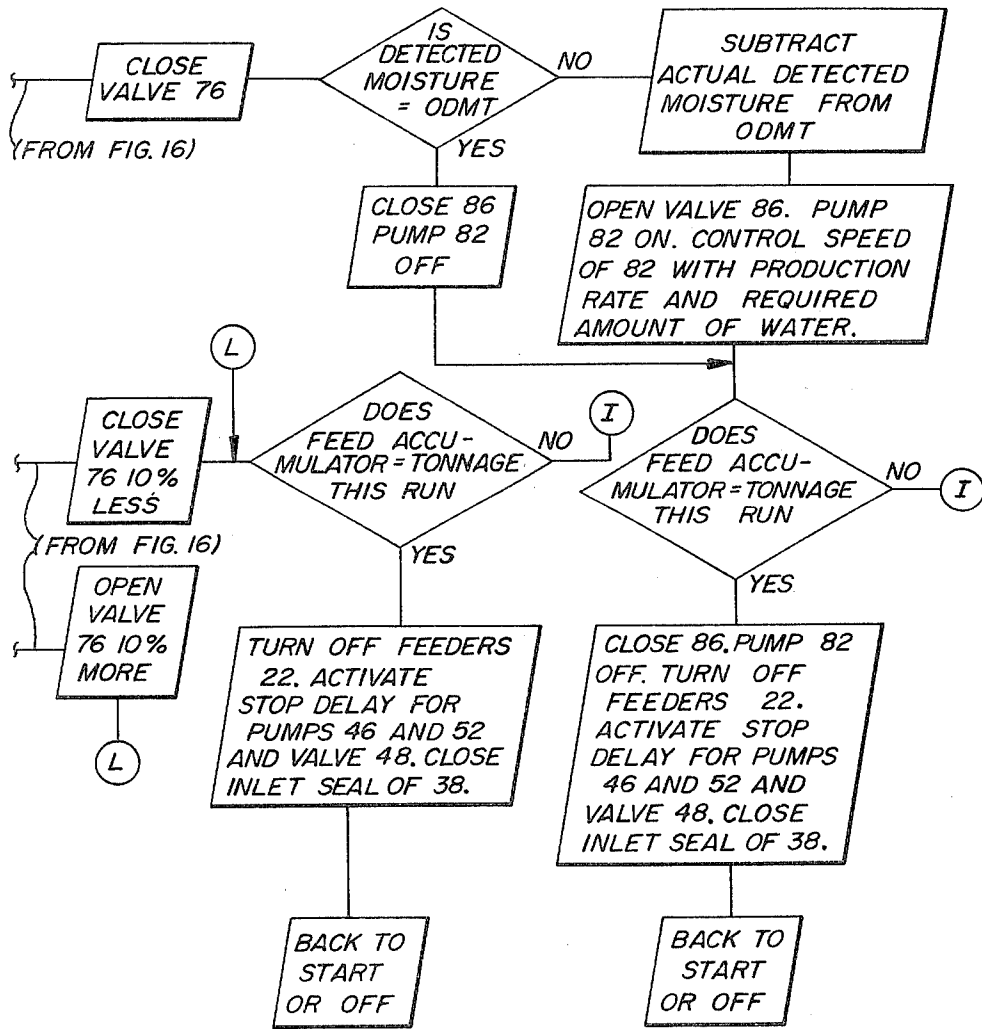 CLOSE
VALVE 76
(FROM FIG. 16)
IS
DETECTED
MOISTURE
= ODMT
NO
YES
SUBTRACT
ACTUAL DETECTED
MOISTURE FROM
ODMT
CLOSE 86
PUMP 82
OFF
OPEN VALVE 86. PUMP
82 ON. CONTROL SPEED
OF 82 WITH PRODUCTION
RATE AND REQUIRED
AMOUNT OF WATER.
L
CLOSE
VALVE
76 10%
LESS
(FROM FIG. 16)
OPEN
VALVE
76 10%
MORE
L
DOES
FEED ACCU-
MULATOR = TONNAGE
THIS RUN
NO
I
YES
DOES
FEED ACCU-
MULATOR = TONNAGE
THIS RUN
NO
I
YES
TURN OFF FEEDERS
22. ACTIVATE
STOP DELAY FOR
PUMPS 46 AND 52
AND VALVE 48. CLOSE
INLET SEAL OF 38.
CLOSE 86. PUMP 82
OFF. TURN OFF
FEEDERS 22.
ACTIVATE STOP
DELAY FOR PUMPS
46 AND 52 AND
VALVE 48. CLOSE
INLET SEAL OF 38.
BACK TO
START
OR OFF
BACK TO
START
OR OFF